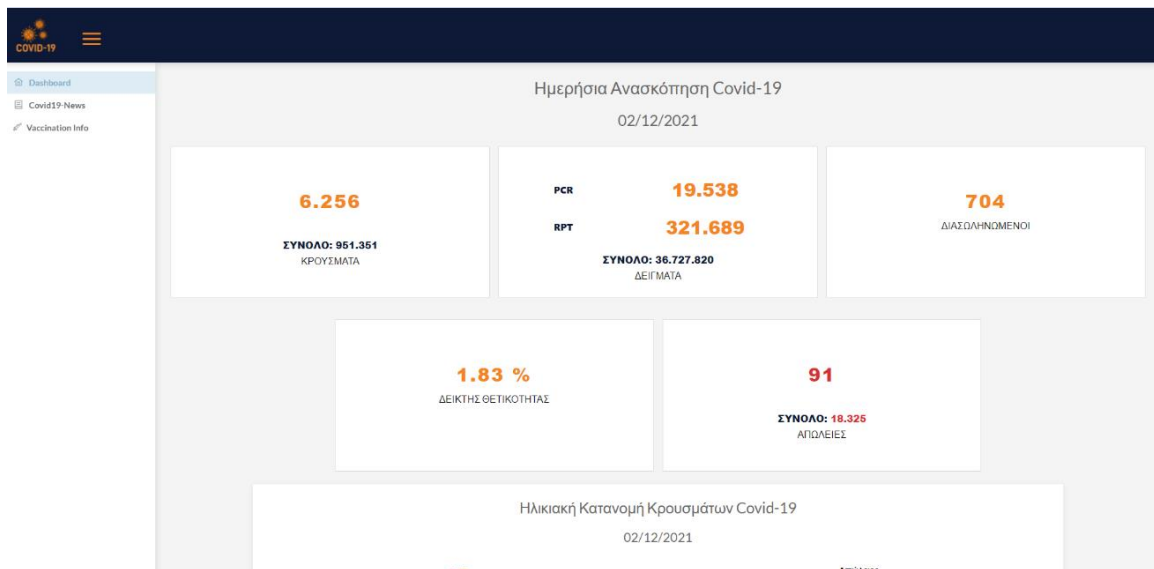 COVID-19
Dashboard
Covid19-News
Vaccination Info
Ημερήσια Ανασκόπηση Covid-19
02/12/2021
6.256
ΣΥΝΟΛΟ: 951.351
ΚΡΟΥΣΜΑΤΑ
PCR 19.538
RPT 321.689
ΣΥΝΟΛΟ: 36.727.820
ΔΕΙΓΜΑΤΑ
704
ΔΙΑΣΩΛΗΝΩΜΕΝΟΙ
1.83 %
ΔΕΙΚΤΗΣ ΘΕΤΙΚΟΤΗΤΑΣ
91
ΣΥΝΟΛΟ: 18.325
ΑΠΩΛΕΙΕΣ
Ηλικιακή Κατανομή Κρουσμάτων Covid-19
02/12/2021